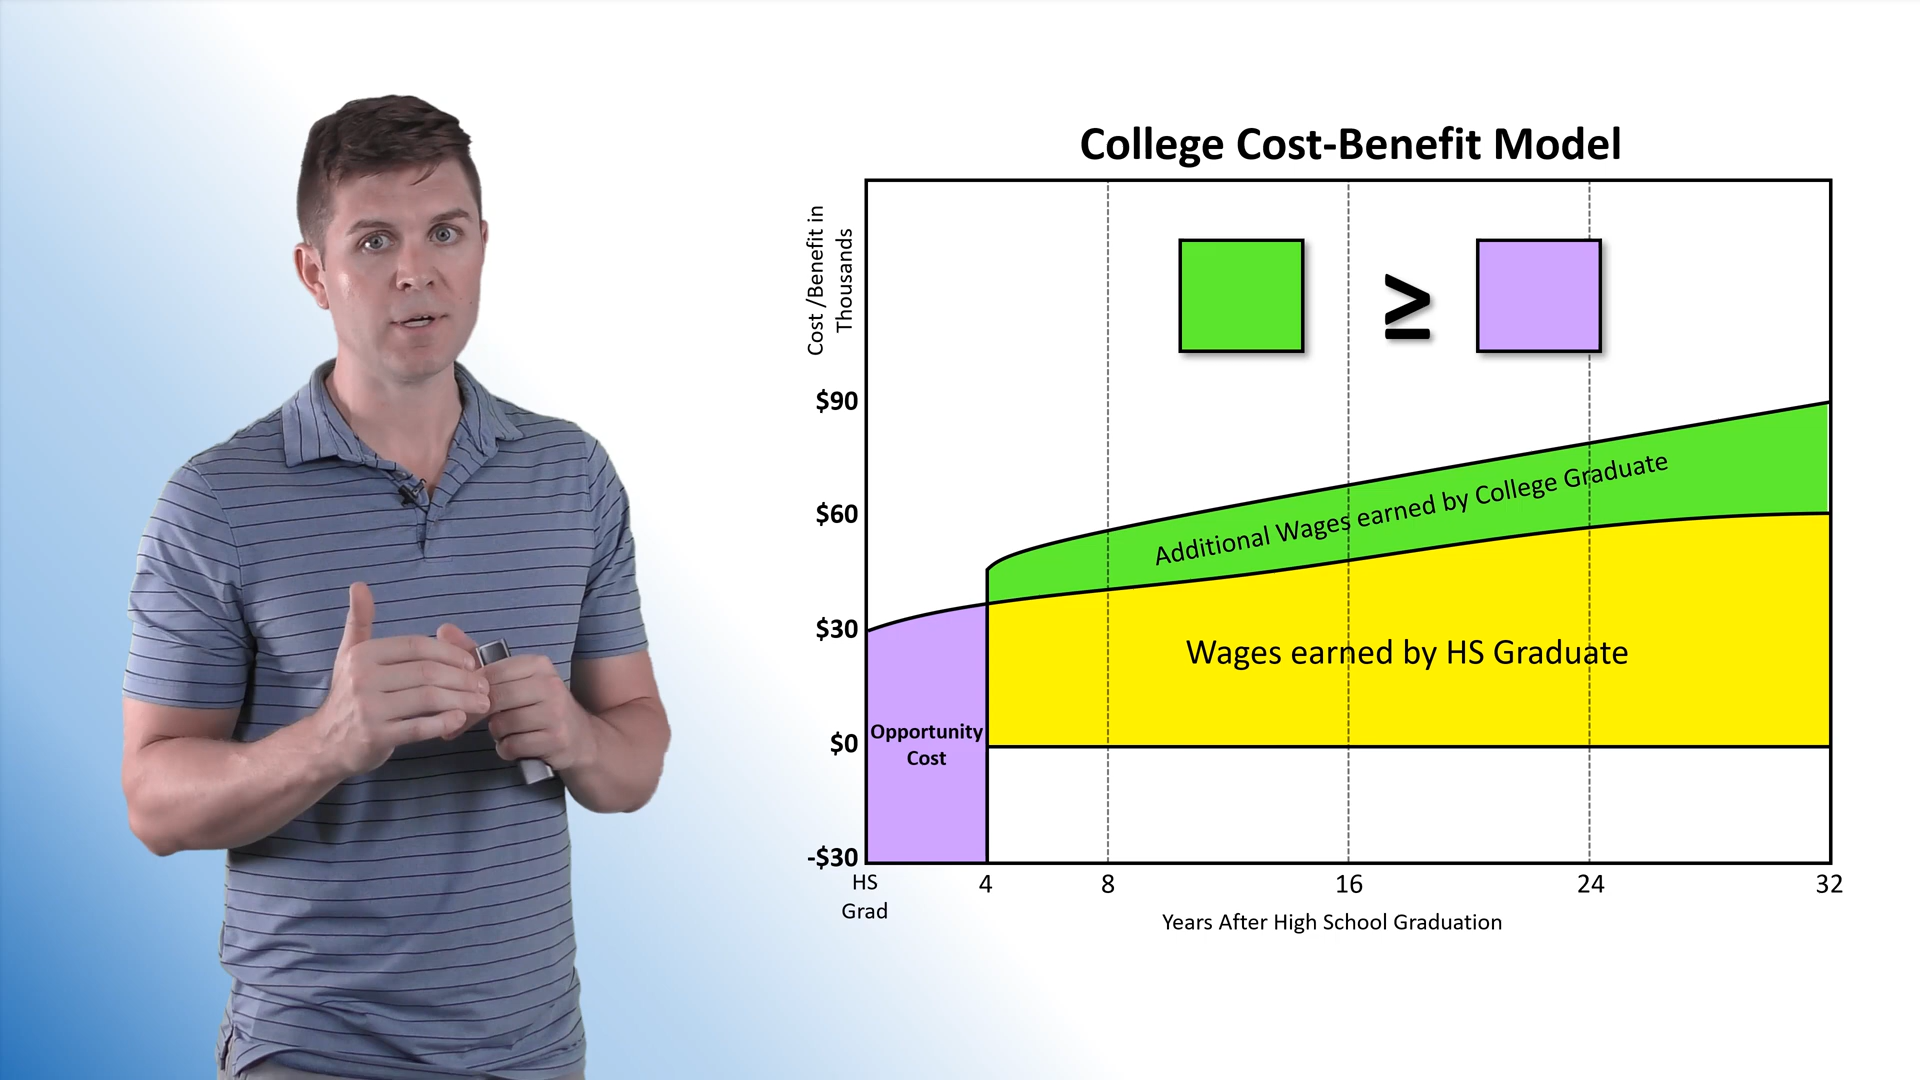 College Cost-Benefit Model
Cost /Benefit in
Thousands
≥
$90
$60
$30
$0
-$30
Additional Wages earned by College Graduate
Wages earned by HS Graduate
Opportunity
Cost
HS
Grad
4
8
16
24
32
Years After High School Graduation